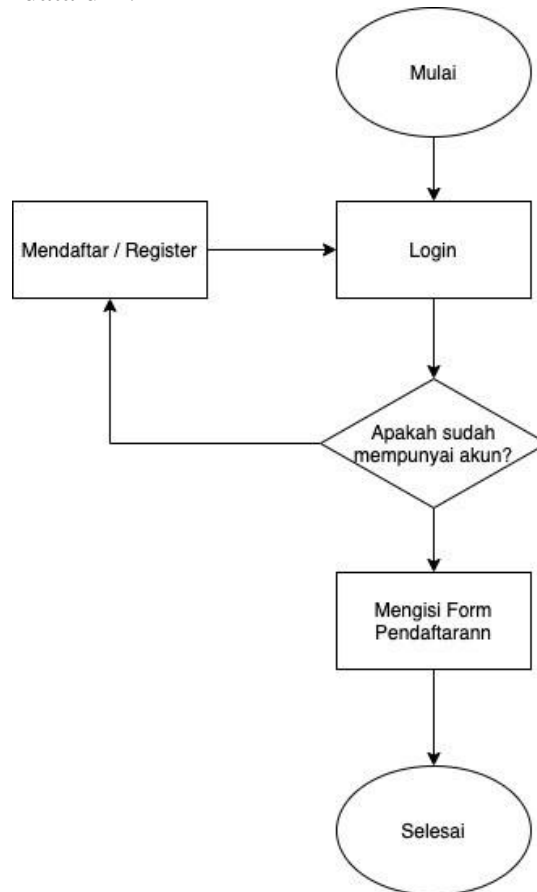 Mulai
Mendaftar / Register
Login
Apakah sudah
mempunyai akun?
Mengisi Form
Pendaftarann
Selesai